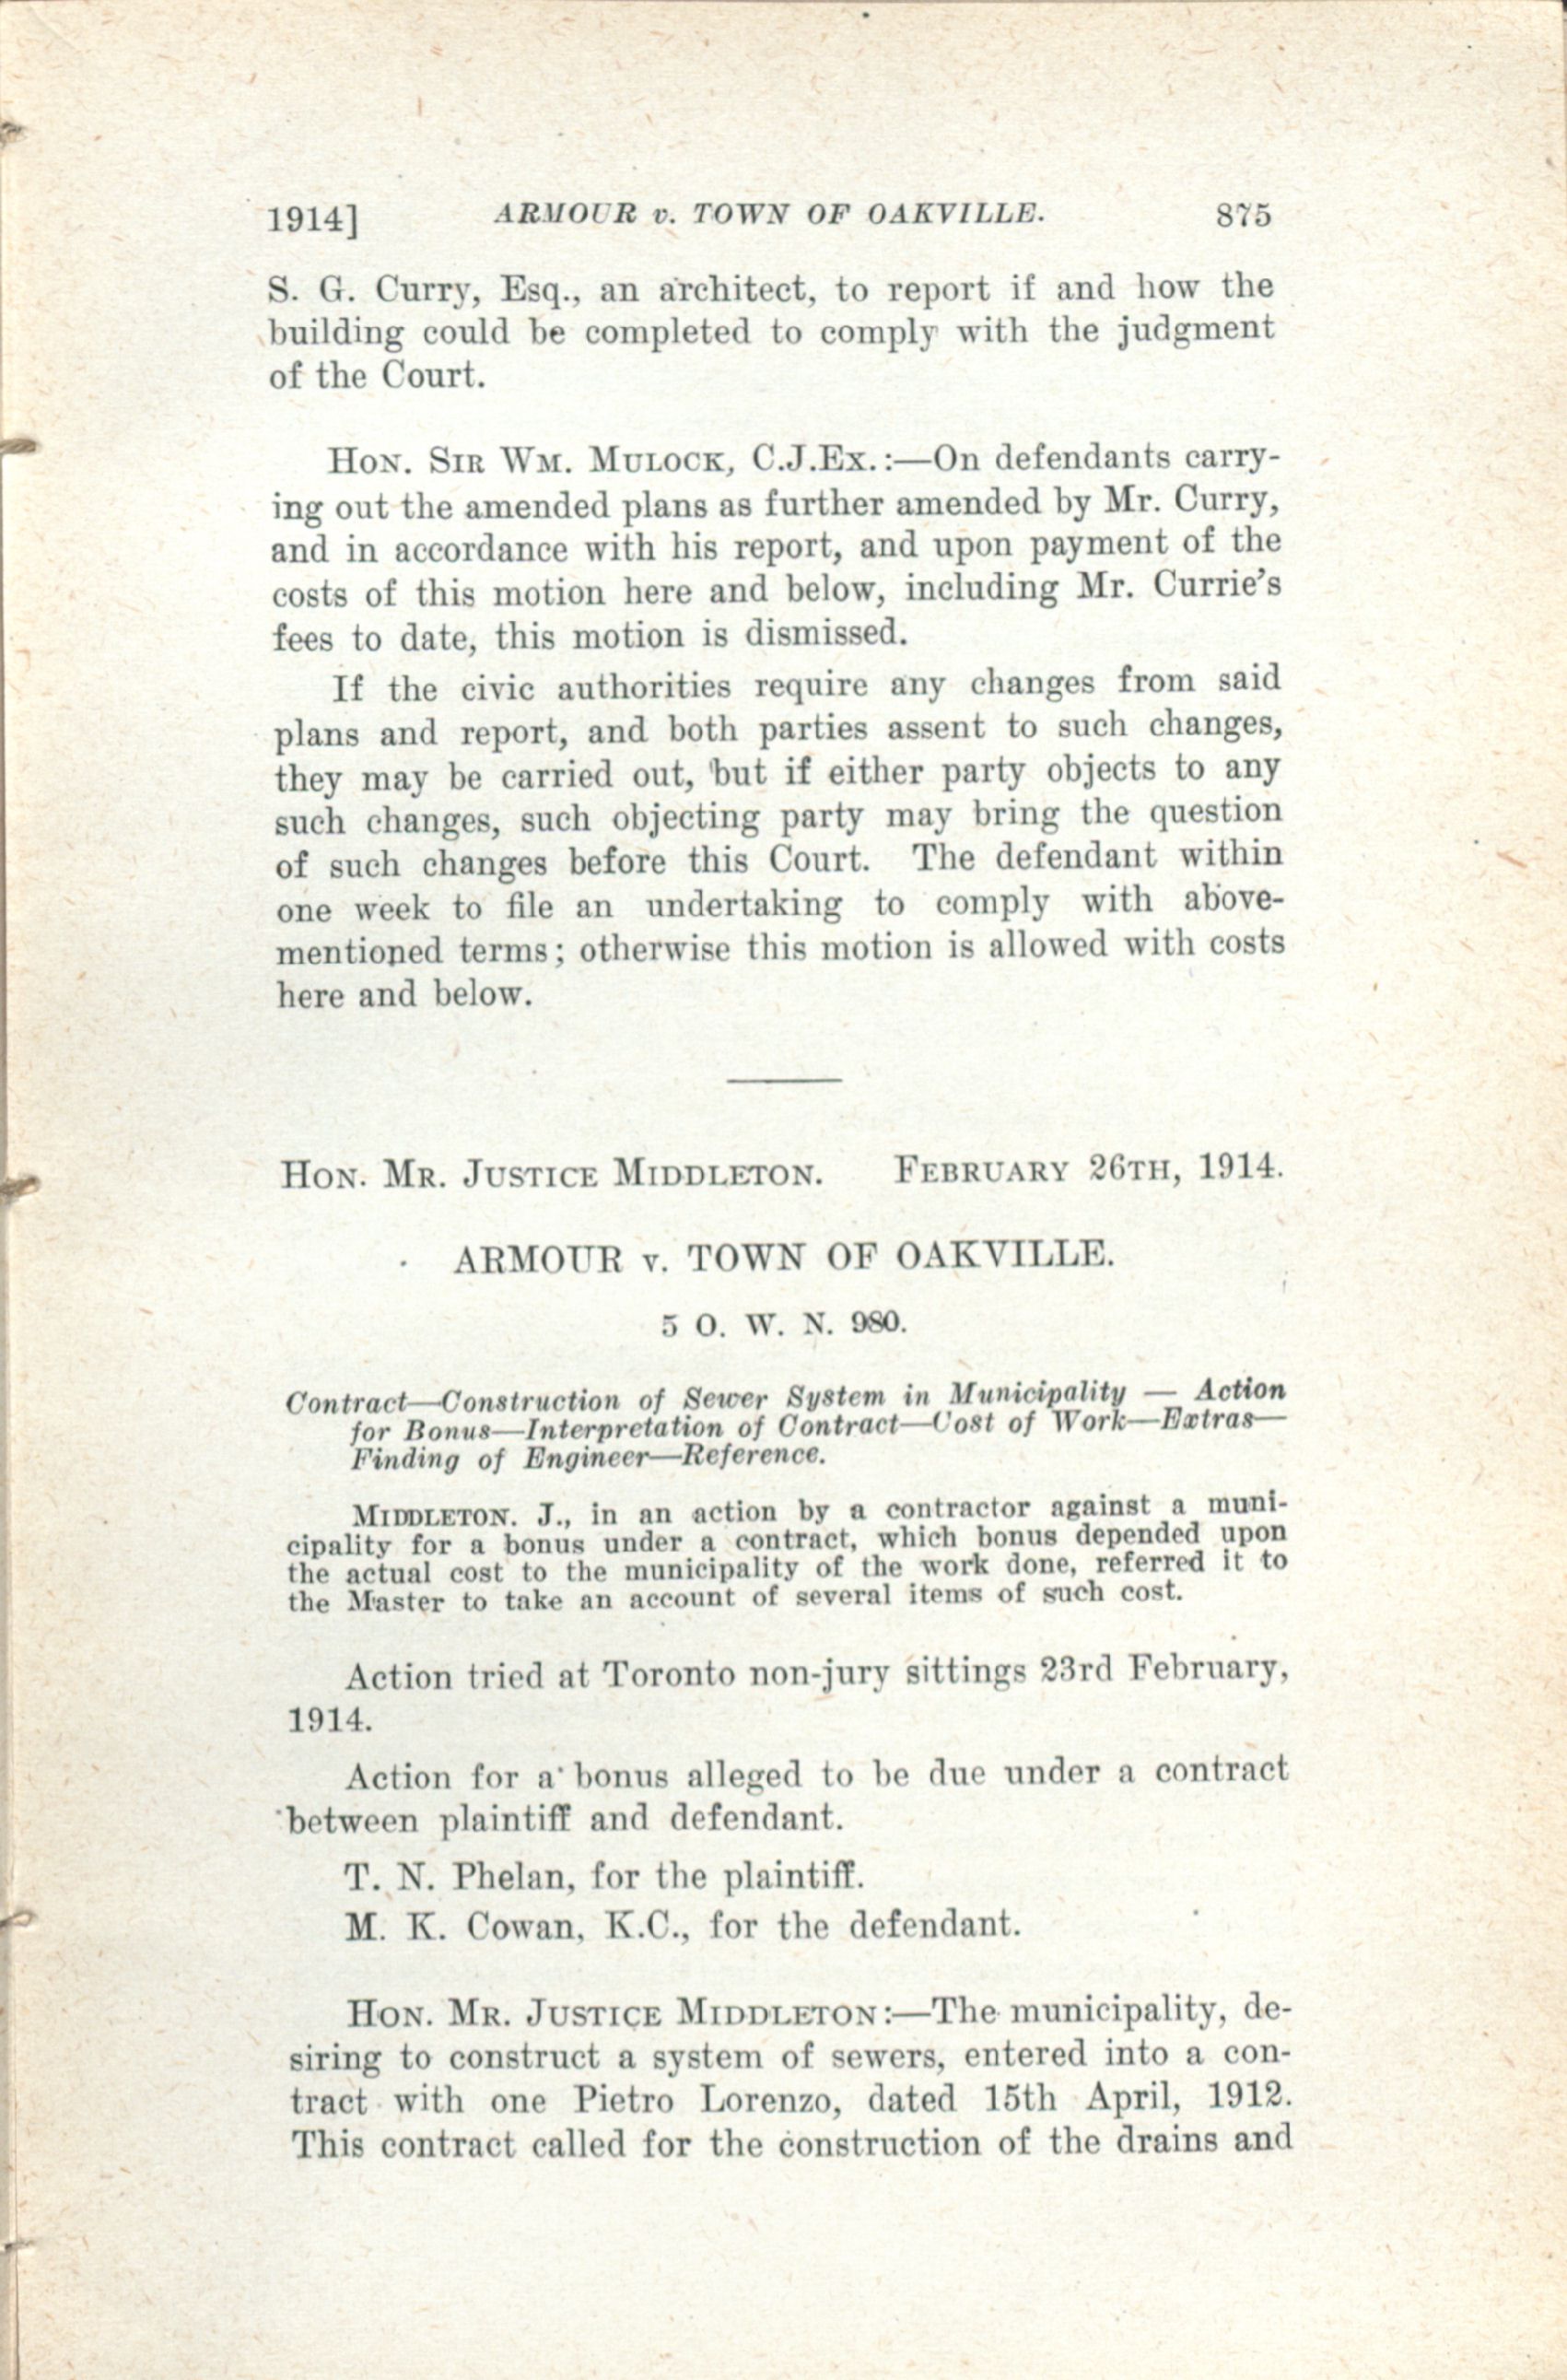 1914] ARMOUR v. TOWN OF OAKVILLE. 875
S. G. Curry, Esq., an architect, to report if and how the
building could be completed to comply with the judgment
of the Court.
Hon. Sir Wm. Mulock, C.J.Ex.:—On defendants carry-
ing out the amended plans as further amended by Mr. Curry,
and in accordance with his report, and upon payment of the
costs of this motion here and below, including Mr. Currie's
fees to date, this motion is dismissed.
If the civic authorities require any changes from said
plans and report, and both parties assent to such changes,
they may be carried out, but if either party objects to any
such changes, such objecting party may bring the question
of such changes before this Court. The defendant within
one week to file an undertaking to comply with above-
mentioned terms; otherwise this motion is allowed with costs
here and below.
Hon. Mr. Justice Middleton. February 26th, 1914.
ARMOUR v. TOWN OF OAKVILLE.
5 O. W. N. 980.
Contract—Construction of Sewer System in Municipality — Action
for Bonus—Interpretation of Contract—Cost of Work—Extras—
Finding of Engineer—Reference.
Middleton. J., in an action by a contractor against a muni-
cipality for a bonus under a contract, which bonus depended upon
the actual cost to the municipality of the work done, referred it to
the Master to take an account of several items of such cost.
Action tried at Toronto non-jury sittings 23rd February,
1914.
Action for a bonus alleged to be due under a contract
between plaintiff and defendant.
T. N. Phelan, for the plaintiff.
M. K. Cowan, K.C., for the defendant.
Hon. Mr. Justice Middleton:—The municipality, de-
siring to construct a system of sewers, entered into a con-
tract with one Pietro Lorenzo, dated 15th April, 1912.
This contract called for the construction of the drains and